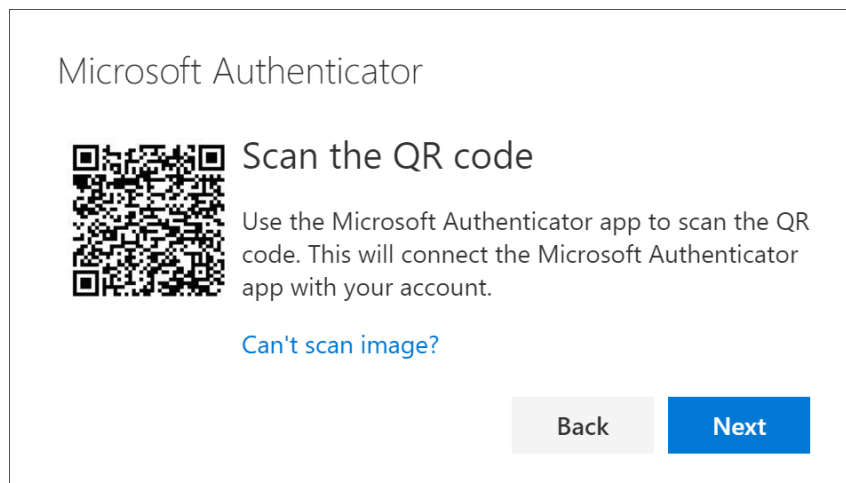 Microsoft Authenticator
Scan the QR code
Use the Microsoft Authenticator app to scan the QR
code. This will connect the Microsoft Authenticator
app with your account.
Can't scan image?
Back
Next